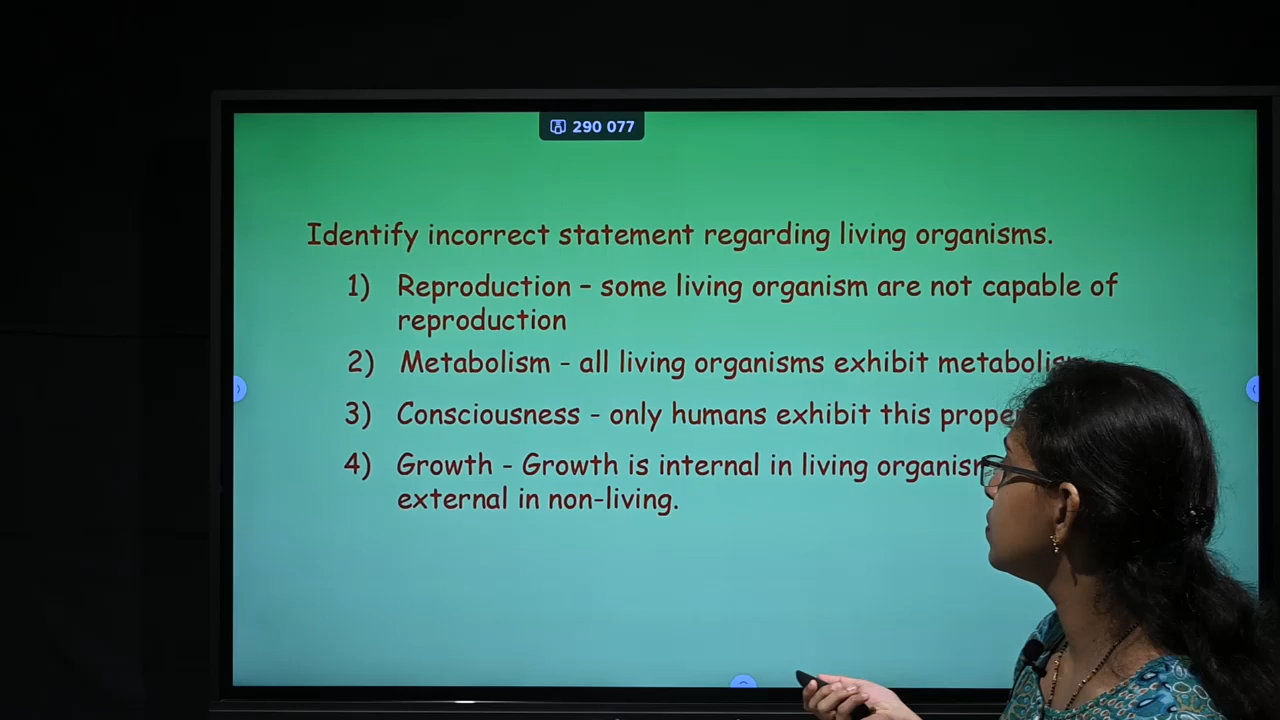 290 077
Identify incorrect statement regarding living organisms.
1) Reproduction – some living organism are not capable of
reproduction
2) Metabolism - all living organisms exhibit
3) Consciousness - only humans exhibit this
4) Growth - Growth is internal in living
external in non-living.